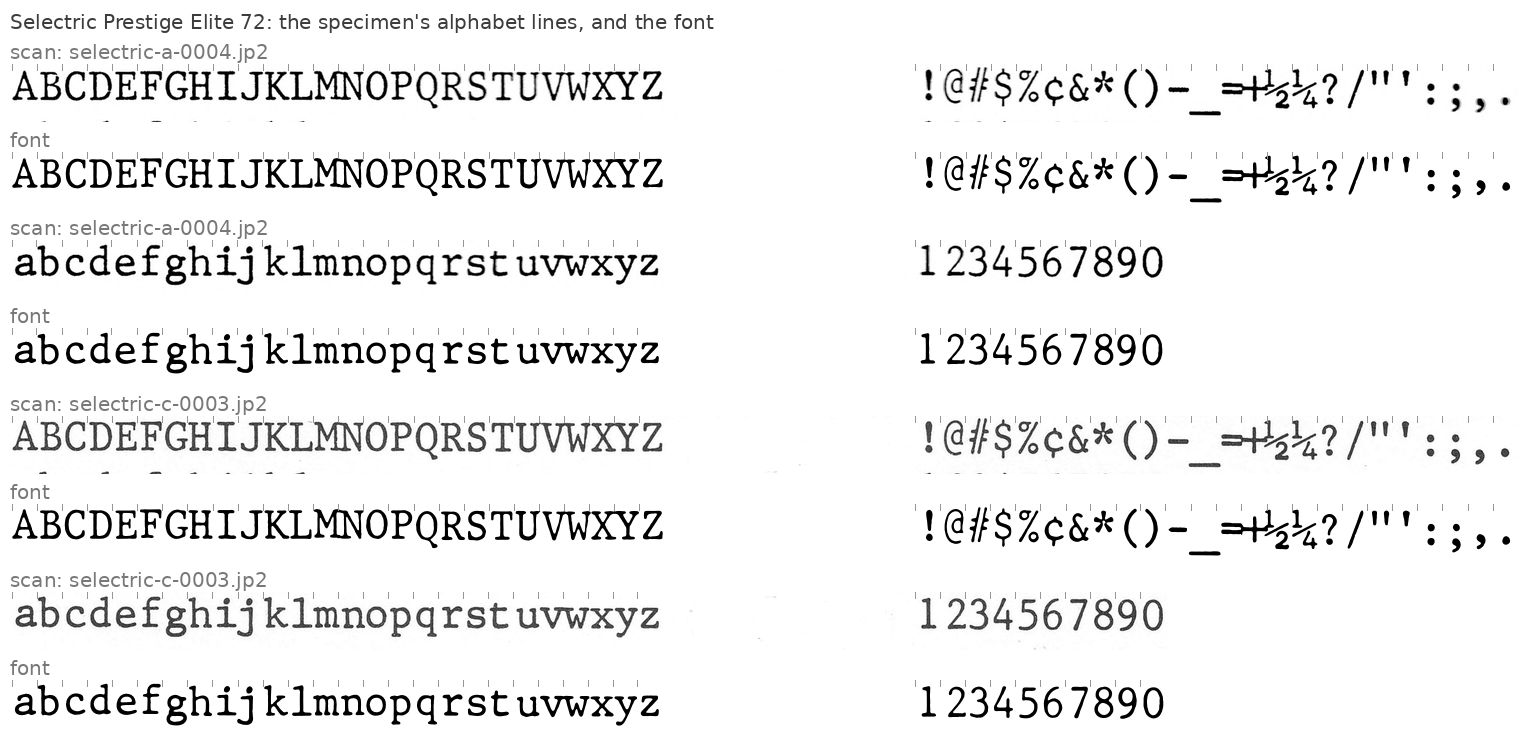 Selectric Prestige Elite 72: the specimen's alphabet lines, and the font
scan: selectric-a-0004.jp2
ABCDEFGHIJKLMNOPQRSTUVWXYZ !@#$%¢&*()-_=+½¼?/"':;,.
font
ABCDEFGHIJKLMNOPQRSTUVWXYZ !@#$%¢&*()-_=+½¼?/"':;,.
scan: selectric-a-0004.jp2
abcdefghijklmnopqrstuvwxyz 1234567890
font
abcdefghijklmnopqrstuvwxyz 1234567890
scan: selectric-c-0003.jp2
ABCDEFGHIJKLMNOPQRSTUVWXYZ !@#$%¢&*()-_=+½¼?/"':;,.
font
ABCDEFGHIJKLMNOPQRSTUVWXYZ !@#$%¢&*()-_=+½¼?/"':;,.
scan: selectric-c-0003.jp2
abcdefghijklmnopqrstuvwxyz 1234567890
font
abcdefghijklmnopqrstuvwxyz 1234567890